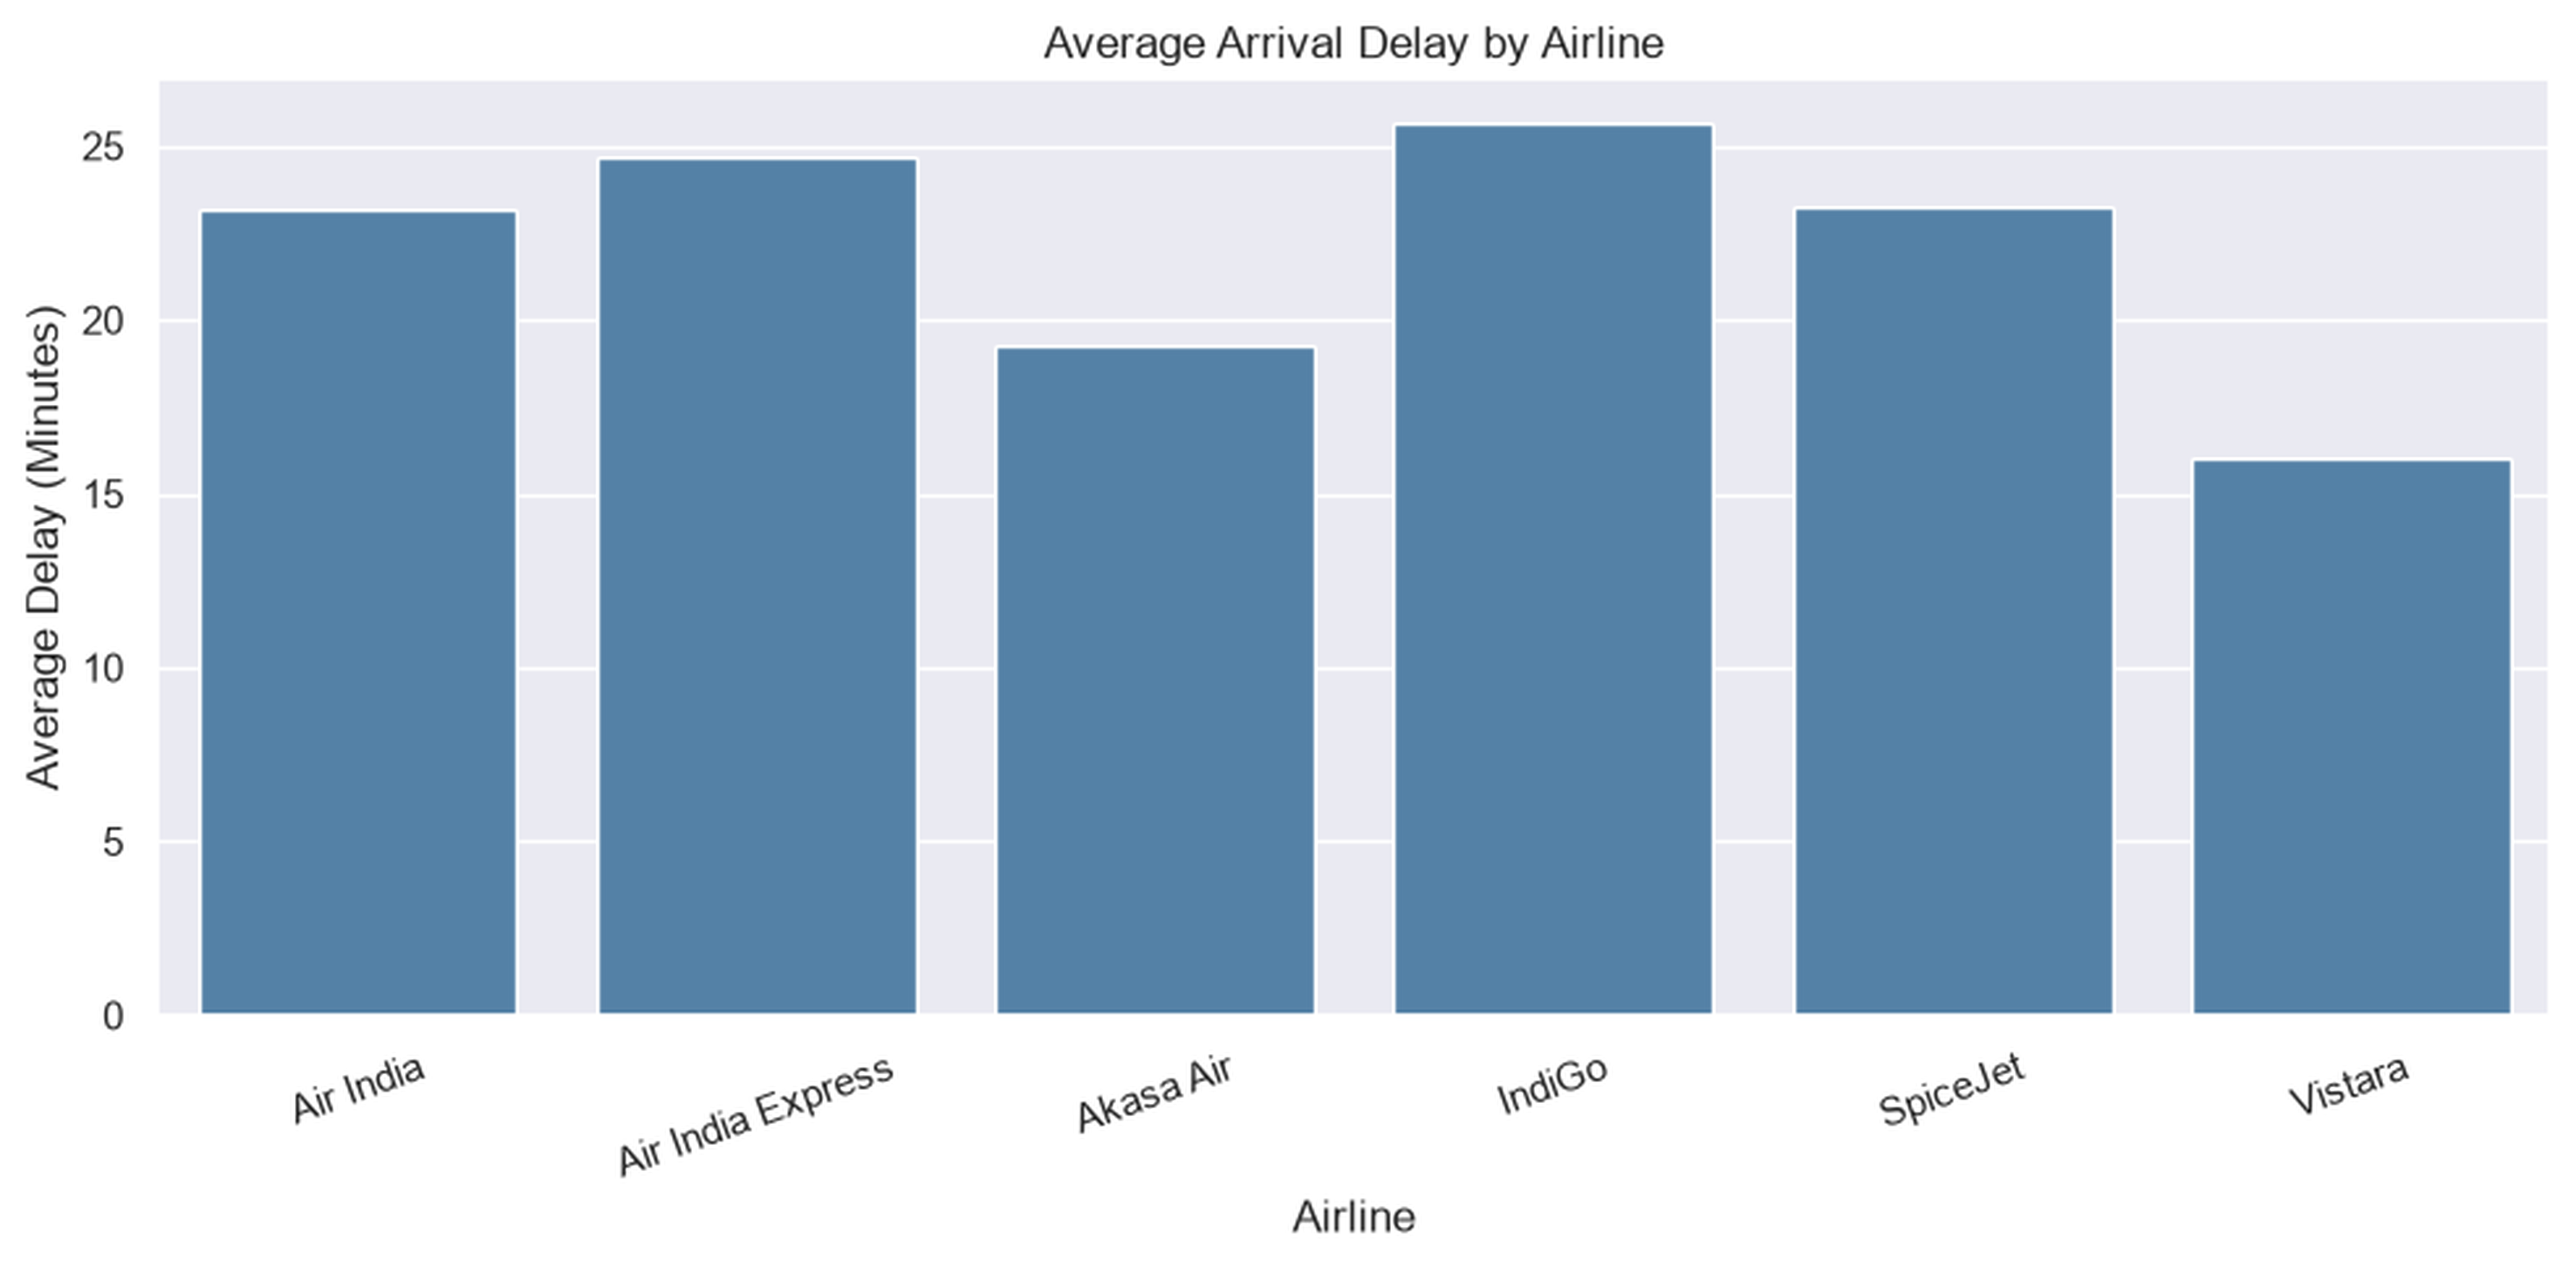 Average Arrival Delay by Airline
Average Delay (Minutes)
25
20
15
10
5
0
Air India
Air India Express
Akasa Air
IndiGo
SpiceJet
Vistara
Airline